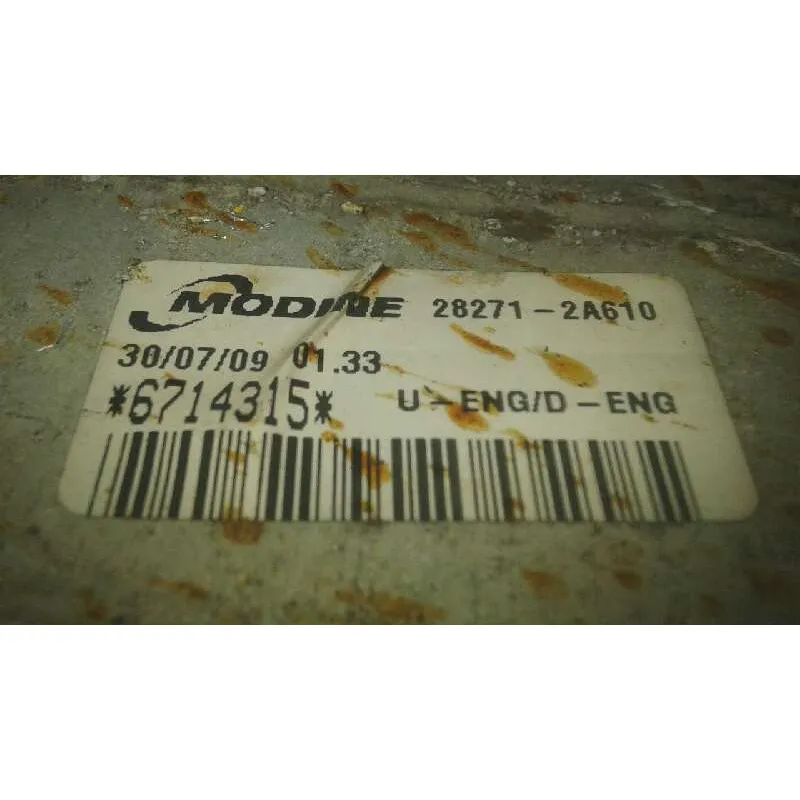 MODINE 28271-2A610
30/07/09 01.33
*6714315* U-ENG/D-ENG